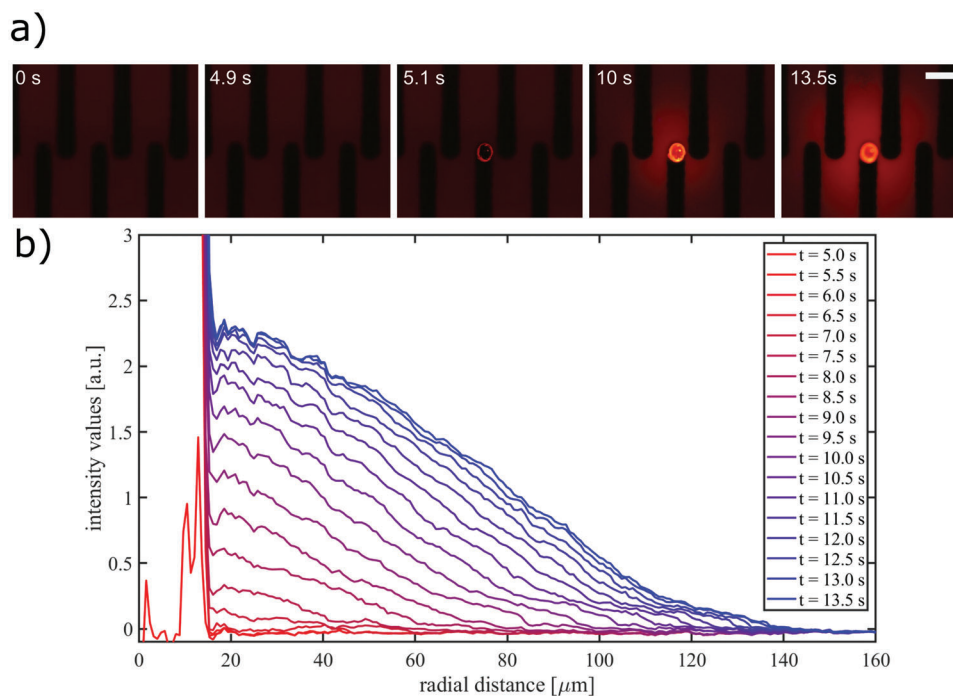 a)
0 s
4.9 s
5.1 s
10 s
13.5s
b)
3
2.5
2
1.5
1
0.5
0
intensity values [a.u.]
0 20 40 60 80 100 120 140 160
radial distance [μm]
t = 5.0 s
t = 5.5 s
t = 6.0 s
t = 6.5 s
t = 7.0 s
t = 7.5 s
t = 8.0 s
t = 8.5 s
t = 9.0 s
t = 9.5 s
t = 10.0 s
t = 10.5 s
t = 11.0 s
t = 11.5 s
t = 12.0 s
t = 12.5 s
t = 13.0 s
t = 13.5 s